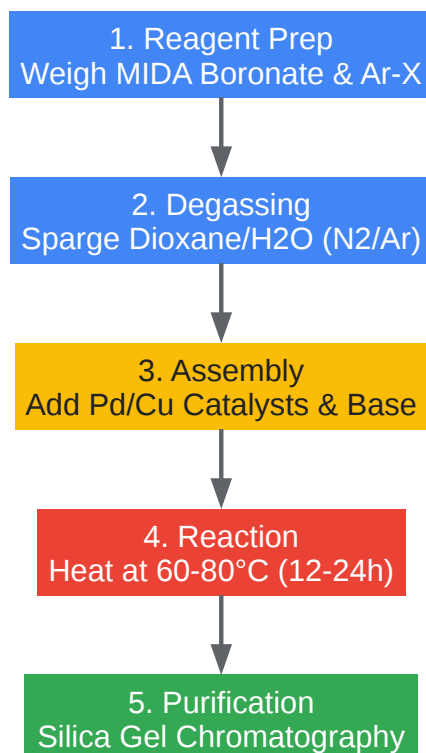 1. Reagent Prep
Weigh MIDA Boronate & Ar-X
2. Degassing
Sparge Dioxane/H2O (N2/Ar)
3. Assembly
Add Pd/Cu Catalysts & Base
4. Reaction
Heat at 60-80°C (12-24h)
5. Purification
Silica Gel Chromatography